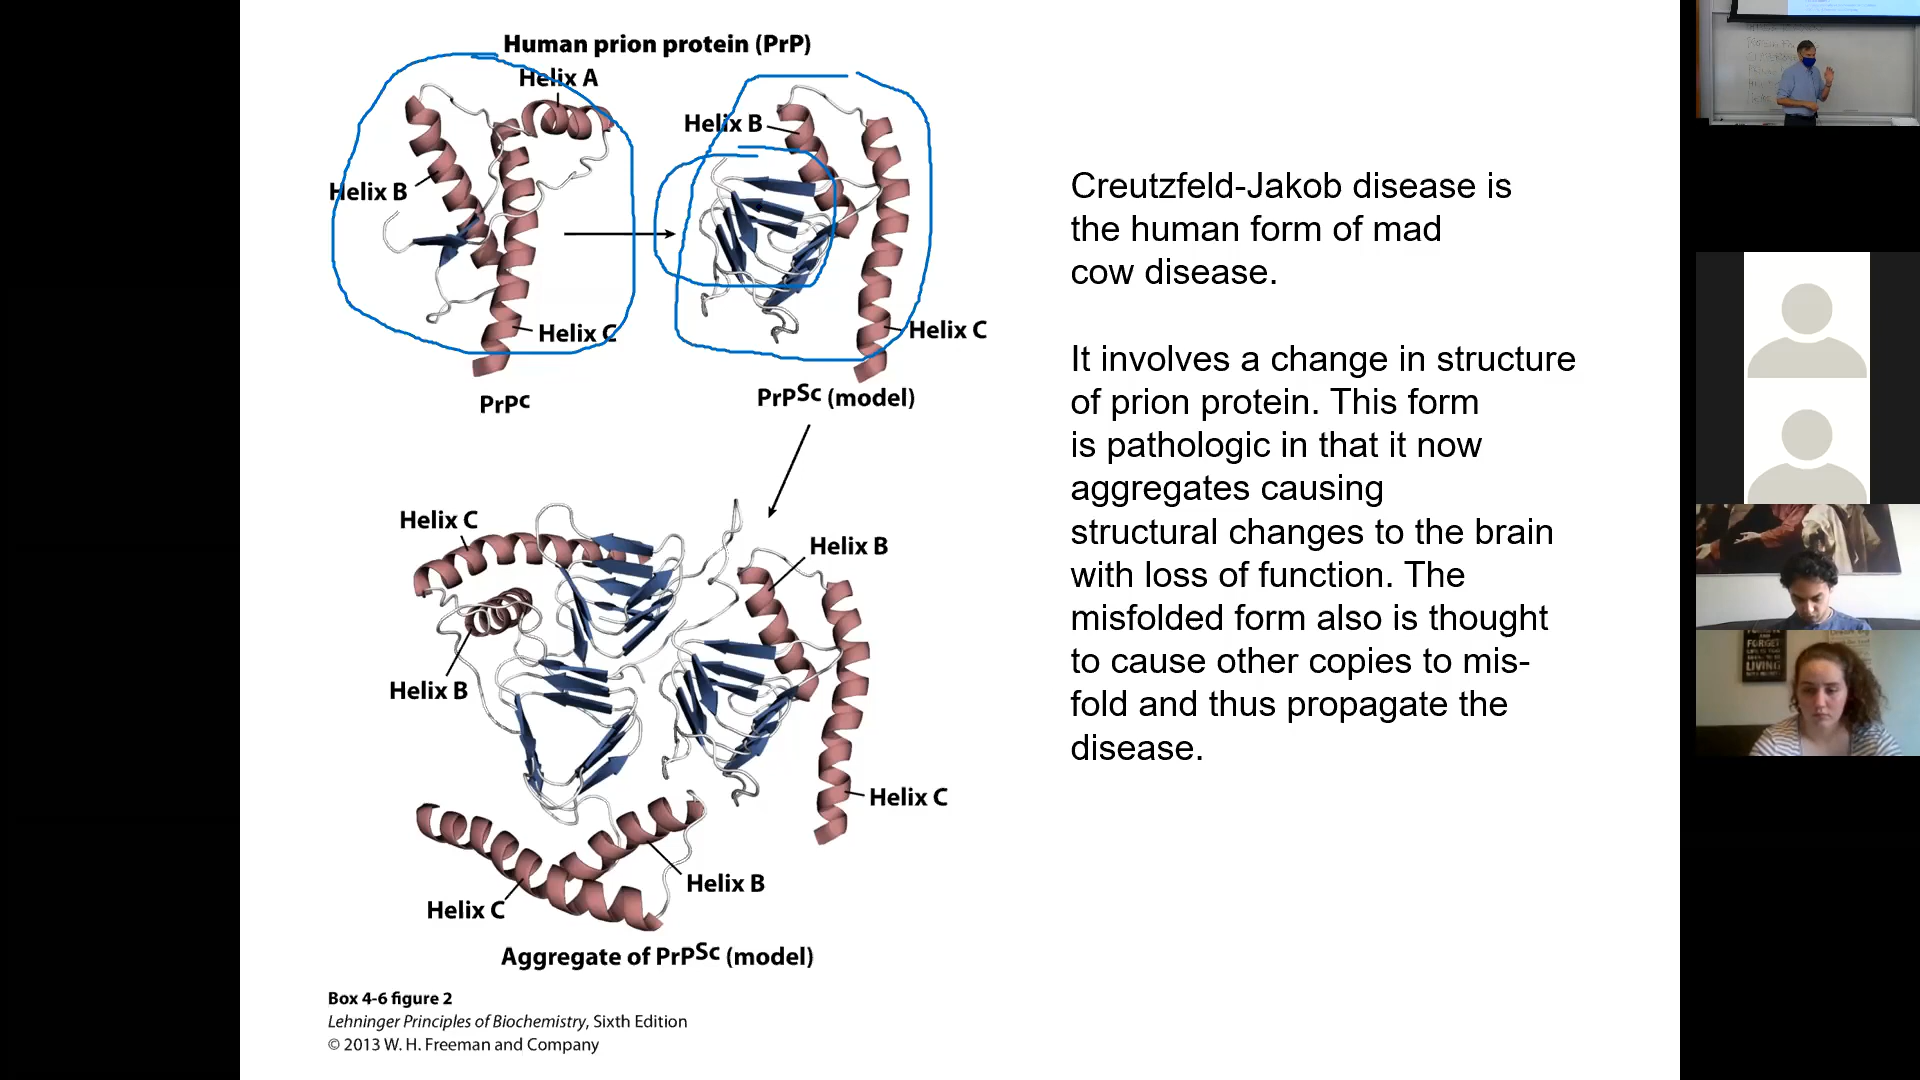 Human prion protein (PrP)
Helix A
Helix B
Helix B
Helix C
Helix C
PrPc
PrPSc (model)
Creutzfeld-Jakob disease is
the human form of mad
cow disease.
It involves a change in structure
of prion protein. This form
is pathologic in that it now
aggregates causing
structural changes to the brain
with loss of function. The
misfolded form also is thought
to cause other copies to mis-
fold and thus propagate the
disease.
Helix C
Helix B
Helix B
Helix C
Helix B
Helix C
Aggregate of PrPSc (model)
Box 4-6 figure 2
Lehninger Principles of Biochemistry, Sixth Edition
© 2013 W. H. Freeman and Company
FORGET
LIVING